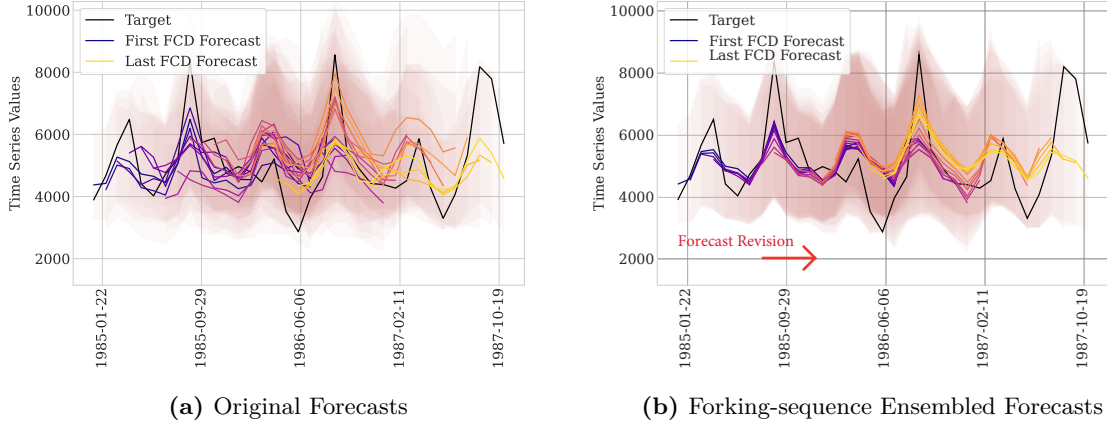 10000
8000
6000
4000
2000
Time Series Values
Target
First FCD Forecast
Last FCD Forecast
1985-01-22
1985-09-29
1986-06-06
1987-02-11
1987-10-19
(a) Original Forecasts
10000
8000
6000
4000
2000
Time Series Values
Target
First FCD Forecast
Last FCD Forecast
Forecast Revision
1985-01-22
1985-09-29
1986-06-06
1987-02-11
1987-10-19
(b) Forking-sequence Ensembled Forecasts